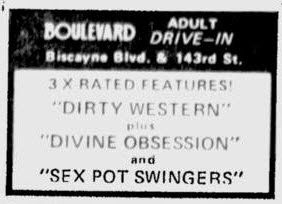 BOULEVARD ADULT DRIVE-IN
Biscayne Blvd. & 143rd St.
3 X RATED FEATURES!
"DIRTY WESTERN"
plus
"DIVINE OBSESSION"
and
"SEX POT SWINGERS"